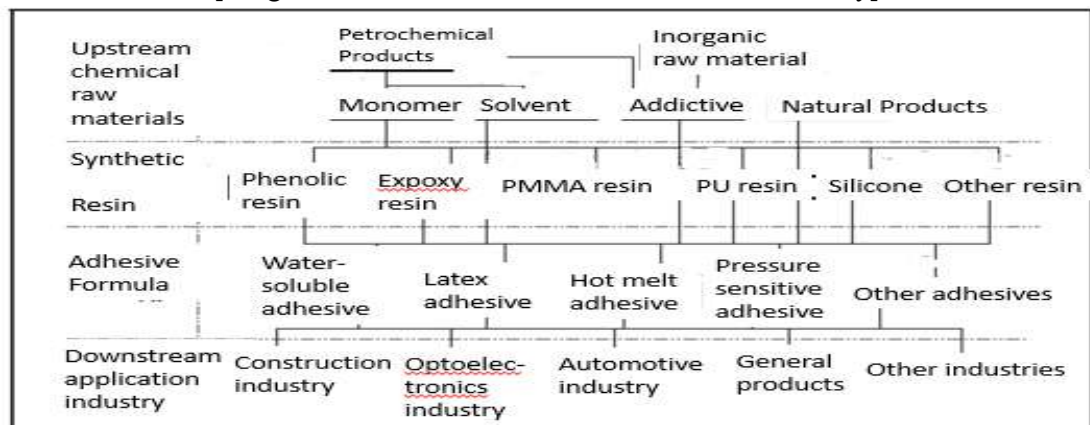 Upstream
chemical
raw
materials
Petrochemical
Products
Inorganic
raw material
Monomer
Solvent
Addictive
Natural Products
Synthetic
Resin
Phenolic
resin
Expoxy
resin
PMMA resin
PU resin
Silicone
Other resin
Adhesive
Formula
Water-
soluble
adhesive
Latex
adhesive
Hot melt
adhesive
Pressure
sensitive
adhesive
Other adhesives
Downstream
application
industry
Construction
industry
Optoelec-
tronics
industry
Automotive
industry
General
products
Other industries